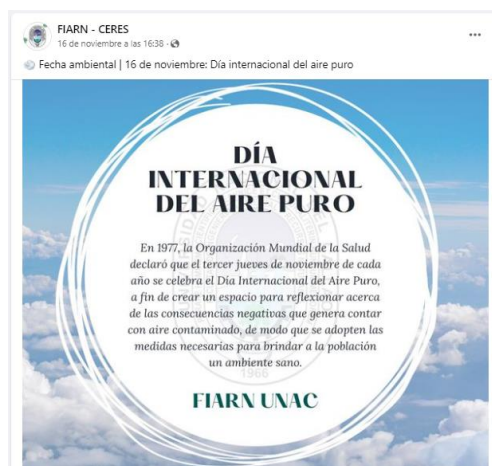 FIARN - CERES
16 de noviembre a las 16:38 ·
Fecha ambiental | 16 de noviembre: Día internacional del aire puro
DÍA
INTERNACIONAL
DEL AIRE PURO
En 1977, la Organización Mundial de la Salud
declaró que el tercer jueves de noviembre de cada
año se celebra el Día Internacional del Aire Puro,
a fin de crear un espacio para reflexionar acerca
de las consecuencias negativas que genera contar
con aire contaminado, de modo que se adopten las
medidas necesarias para brindar a la población
un ambiente sano.
1966
FIARN UNAC